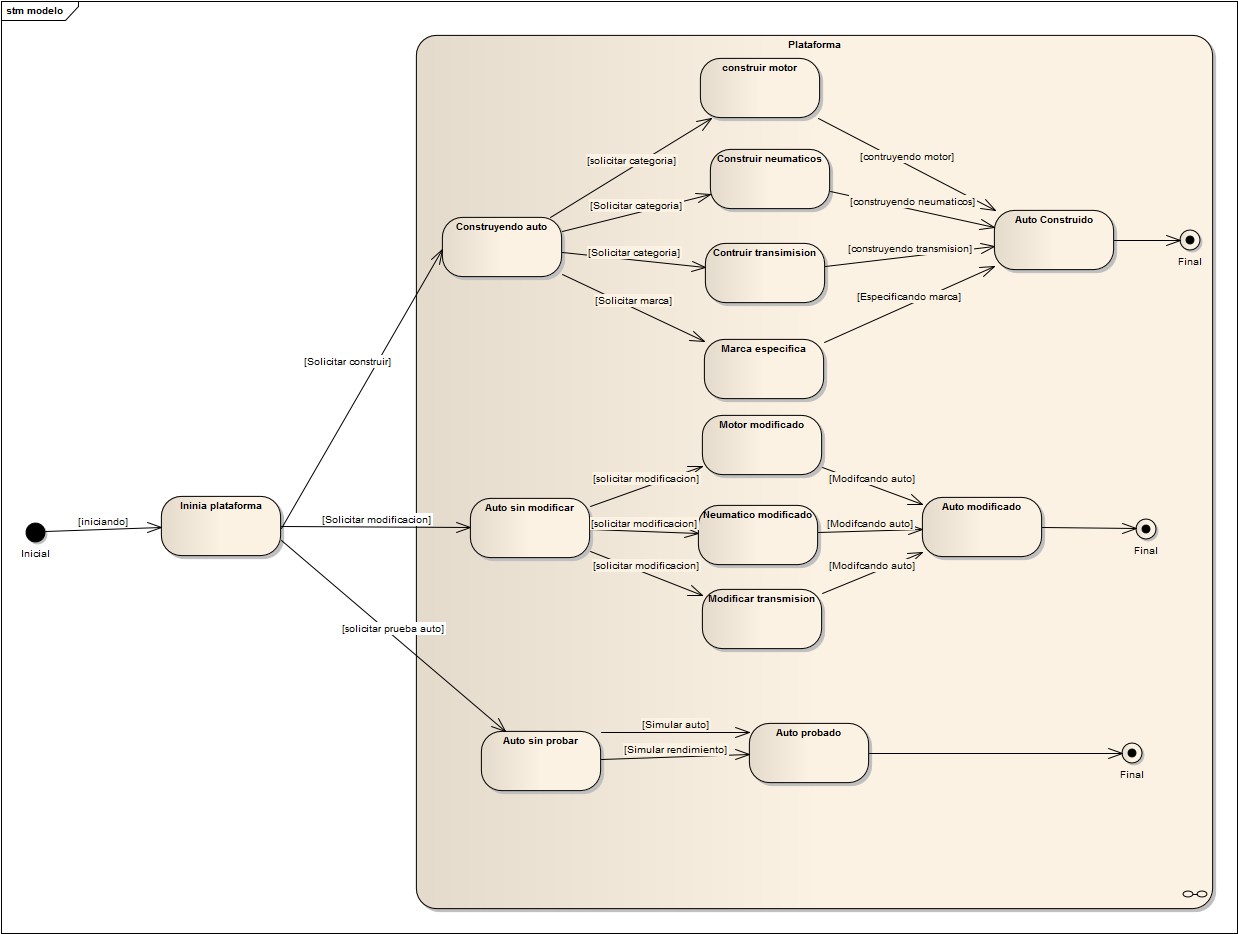 stm modelo
Plataforma
construir motor
[solicitar categoria]
[contruyendo motor]
Construir neumaticos
[Solicitar categoria]
[construyendo neumaticos]
Construyendo auto
Auto Construido
Final
Contruir transimision
[Solicitar categoria]
[construyendo transmision]
[Solicitar marca]
[Especificando marca]
Marca especifica
[Solicitar construir]
Motor modificado
[solicitar modificacion]
[Modifcando auto]
Ininia plataforma
Auto sin modificar
Neumatico modificado
Auto modificado
[iniciando]
[Solicitar modificacion]
[solicitar modificacion]
[Modifcando auto]
Inicial
Final
[solicitar modificacion]
[Modifcando auto]
Modificar transmision
[solicitar prueba auto]
Auto sin probar
[Simular auto]
[Simular rendimiento]
Auto probado
Final